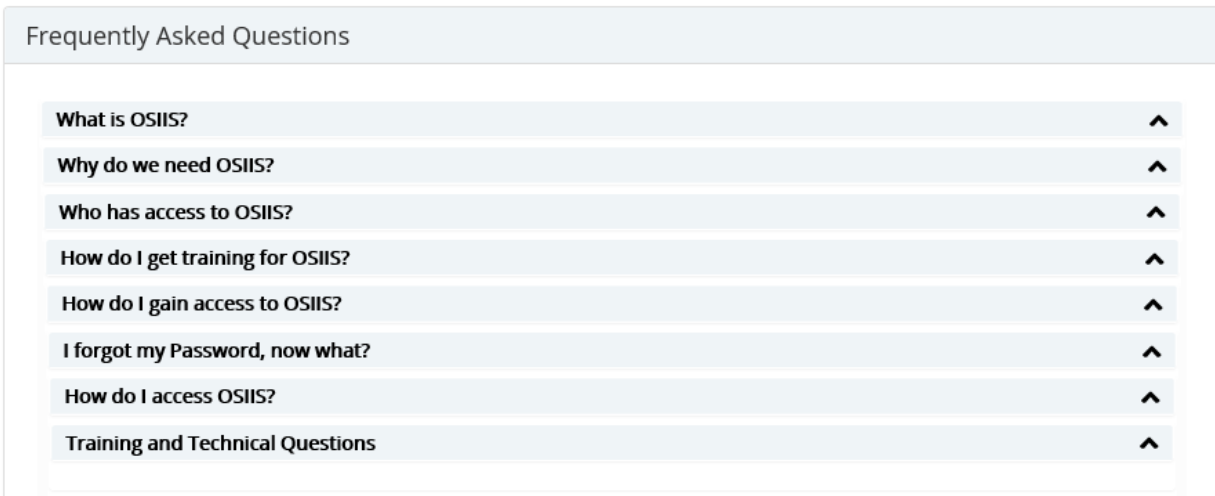 Frequently Asked Questions
What is OSIIS?
Why do we need OSIIS?
Who has access to OSIIS?
How do I get training for OSIIS?
How do I gain access to OSIIS?
I forgot my Password, now what?
How do I access OSIIS?
Training and Technical Questions